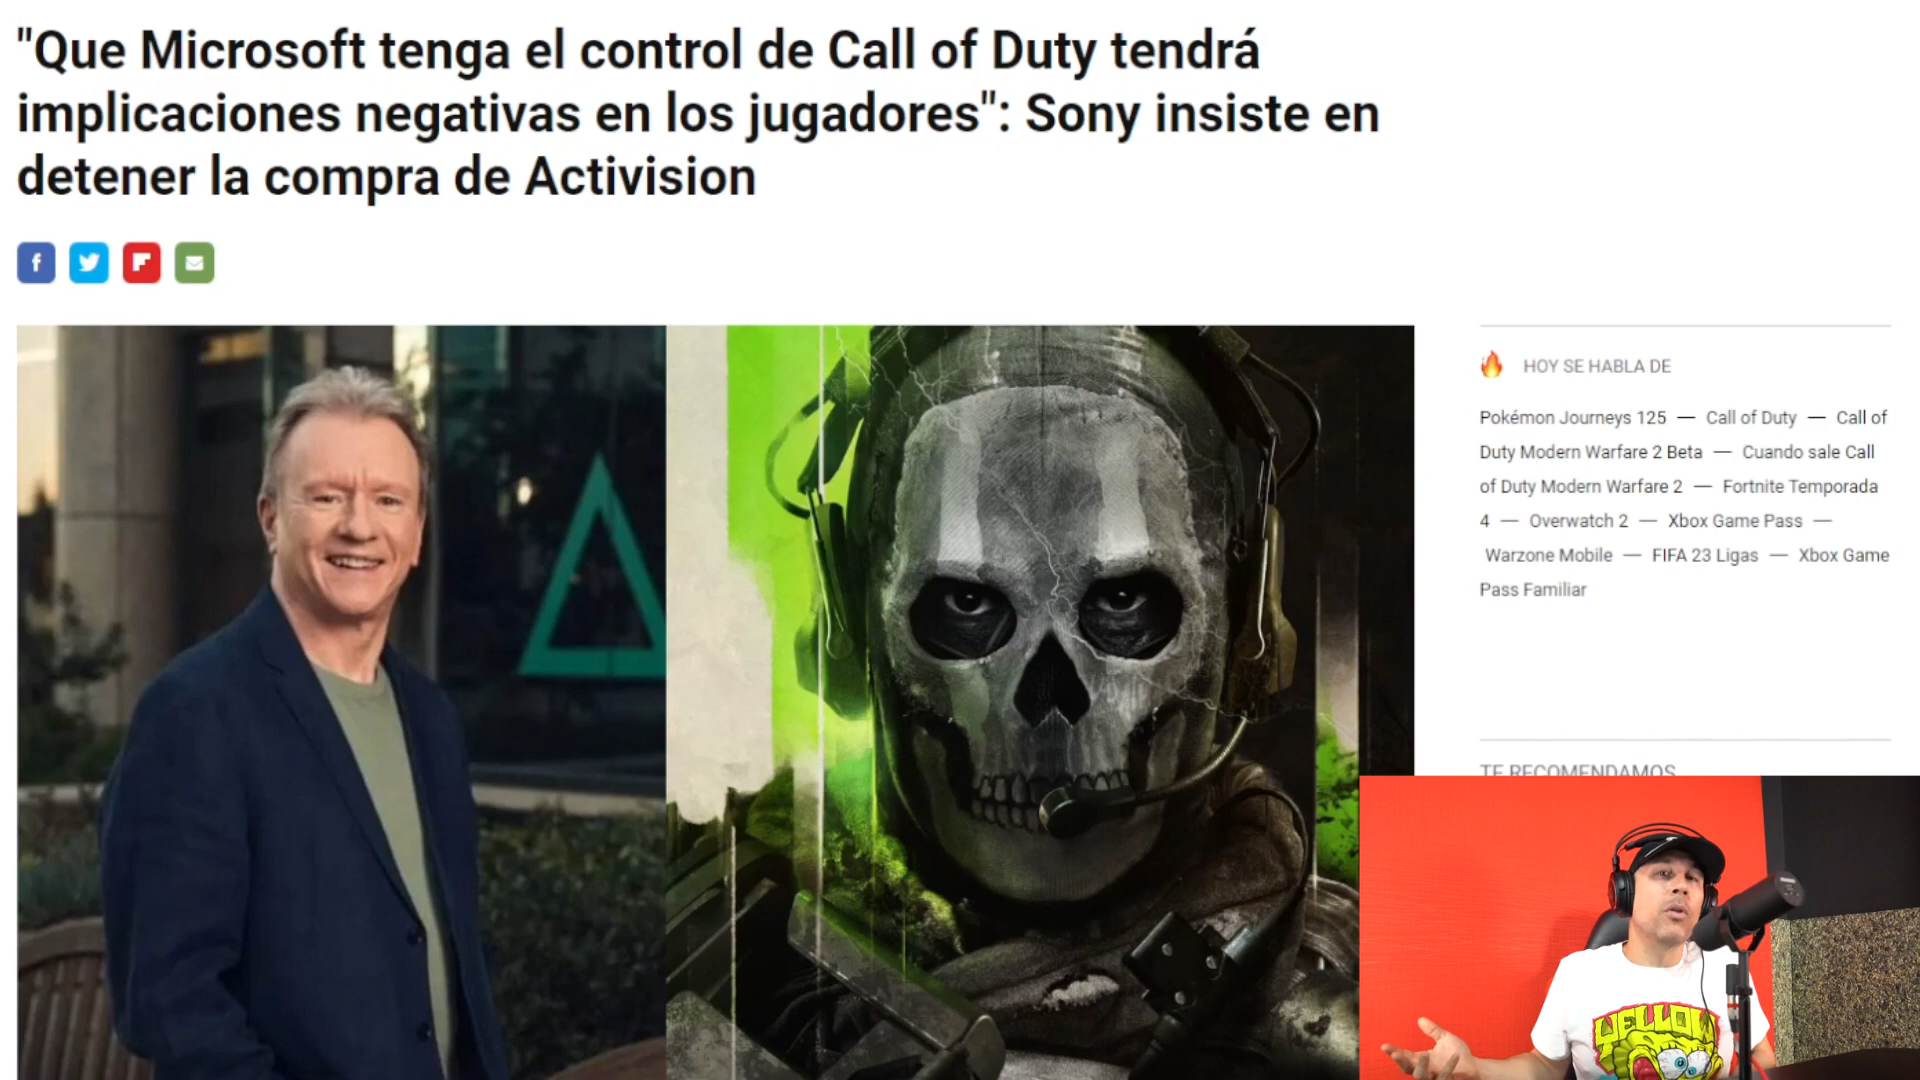 "Que Microsoft tenga el control de Call of Duty tendrá
implicaciones negativas en los jugadores": Sony insiste en
detener la compra de Activision
f
HOY SE HABLA DE
Pokémon Journeys 125 — Call of Duty — Call of
Duty Modern Warfare 2 Beta — Cuando sale Call
of Duty Modern Warfare 2 — Fortnite Temporada
4 — Overwatch 2 — Xbox Game Pass —
Warzone Mobile — FIFA 23 Ligas — Xbox Game
Pass Familiar
TE RECOMENDAMOS
YELLOW